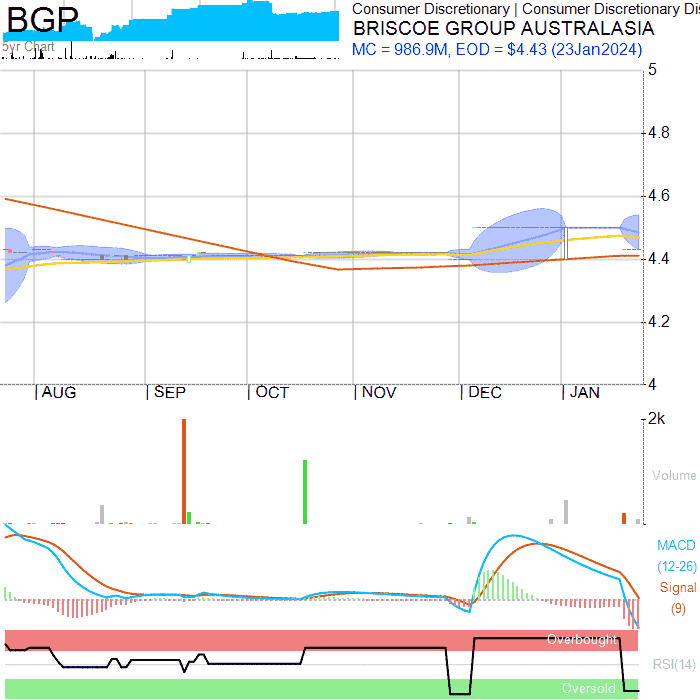 BGP
5yr Chart
Consumer Discretionary | Consumer Discretionary Dis
BRISCOE GROUP AUSTRALASIA
MC = 986.9M, EOD = $4.43 (23Jan2024)
5
4.8
4.6
4.4
4.2
4
| AUG | SEP | OCT | NOV | DEC | JAN
2k
Volume
MACD
(12-26)
Signal
(9)
Overbought
RSI(14)
Oversold